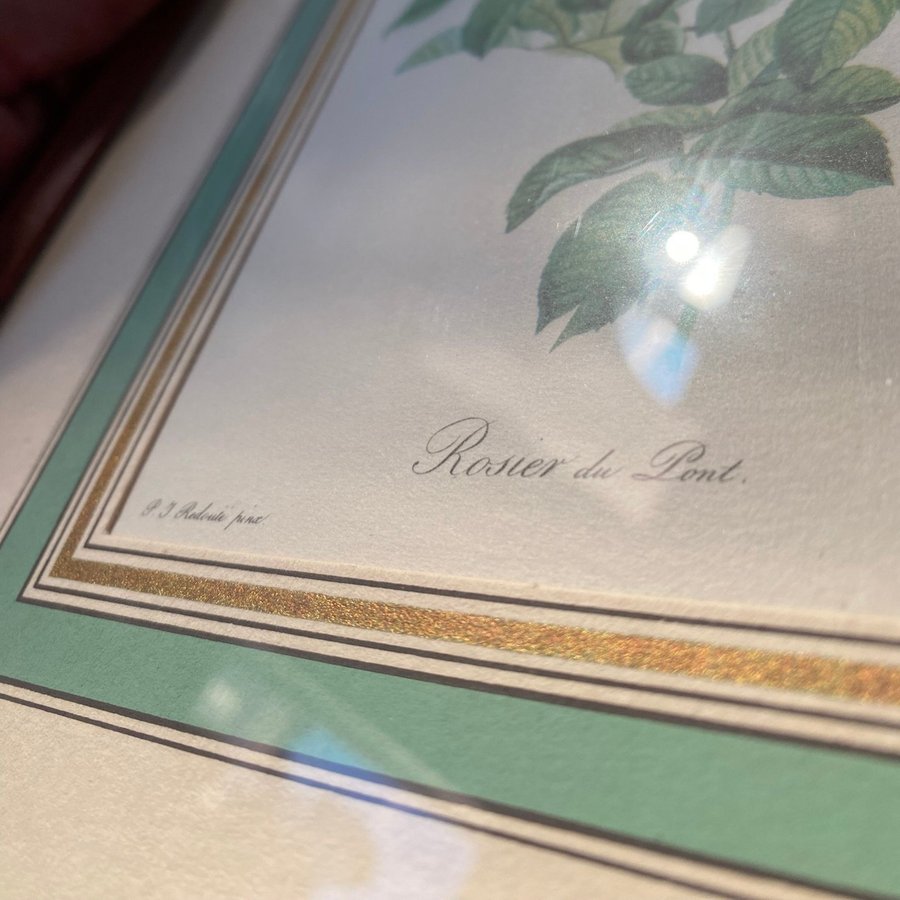 Rosier du Pont.
P. J. Redouté pinx